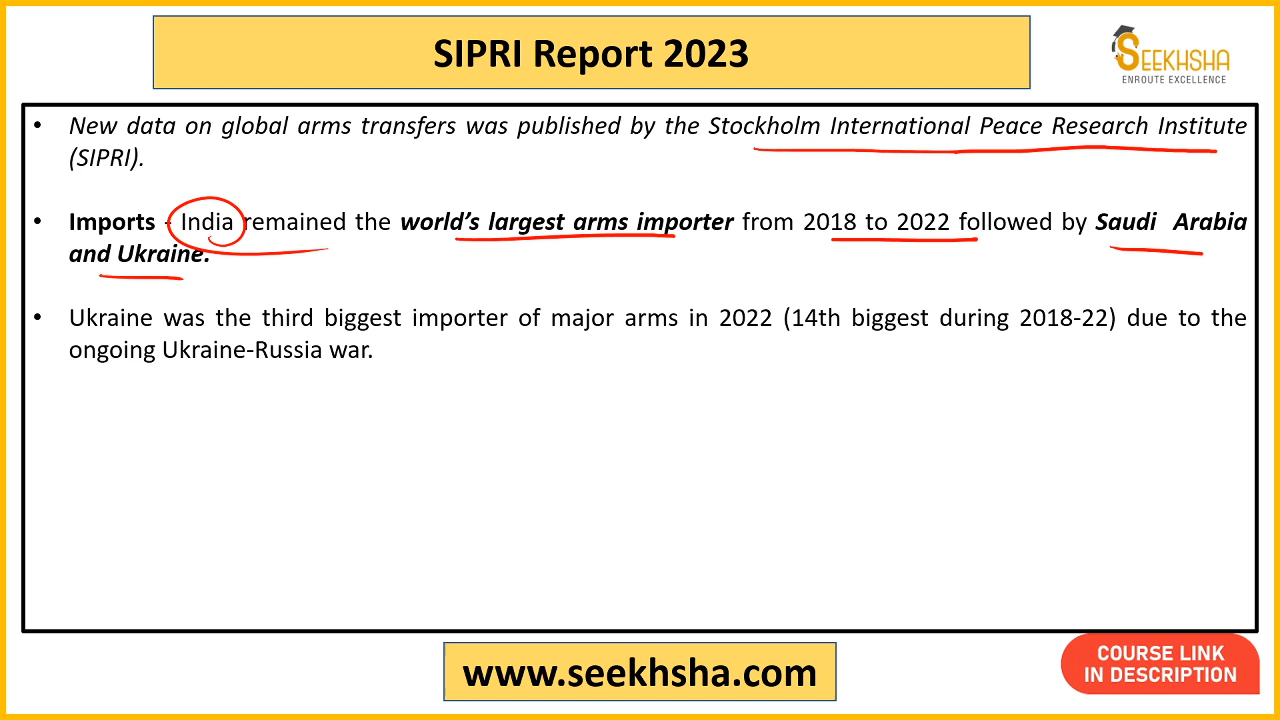 SIPRI Report 2023
SEEKHSHA
ENROUTE EXCELLENCE
• New data on global arms transfers was published by the Stockholm International Peace Research Institute
(SIPRI).
• Imports - India remained the world’s largest arms importer from 2018 to 2022 followed by Saudi Arabia
and Ukraine.
• Ukraine was the third biggest importer of major arms in 2022 (14th biggest during 2018-22) due to the
ongoing Ukraine-Russia war.
www.seekhsha.com
COURSE LINK
IN DESCRIPTION